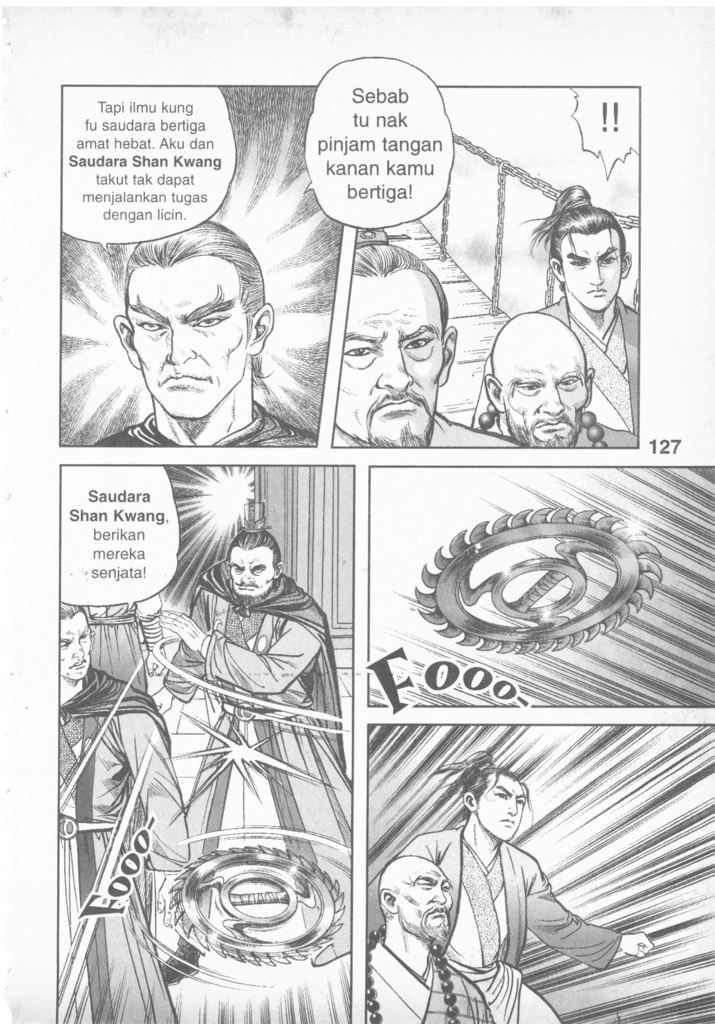 Tapi ilmu kung
fu saudara bertiga
amat hebat. Aku dan
Saudara Shan Kwang
takut tak dapat
menjalankan tugas
dengan licin.
Sebab
tu nak
pinjam tangan
kanan kamu
bertiga!
!!
127
Saudara
Shan Kwang,
berikan
mereka
senjata!
Fooo-
Fooo-